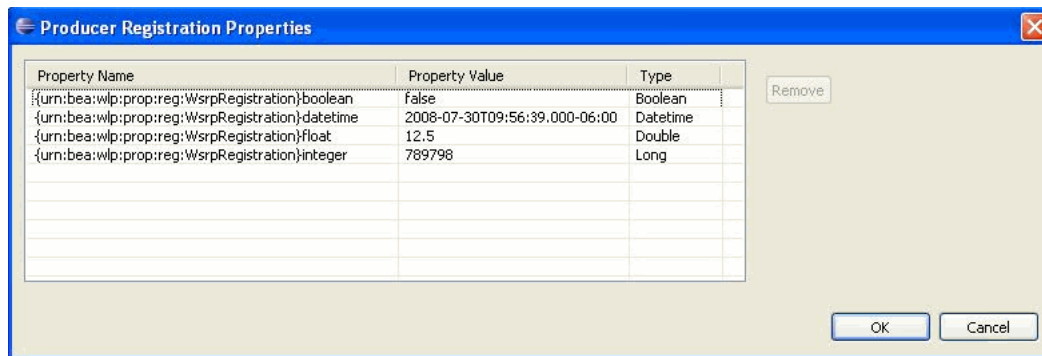 Producer Registration Properties
Property Name Property Value Type
{urn:bea:wlp:prop:reg:WsrpRegistration}boolean false Boolean
{urn:bea:wlp:prop:reg:WsrpRegistration}datetime 2008-07-30T09:56:39.000-06:00 Datetime
{urn:bea:wlp:prop:reg:WsrpRegistration}float 12.5 Double
{urn:bea:wlp:prop:reg:WsrpRegistration}integer 789798 Long
Remove
OK Cancel